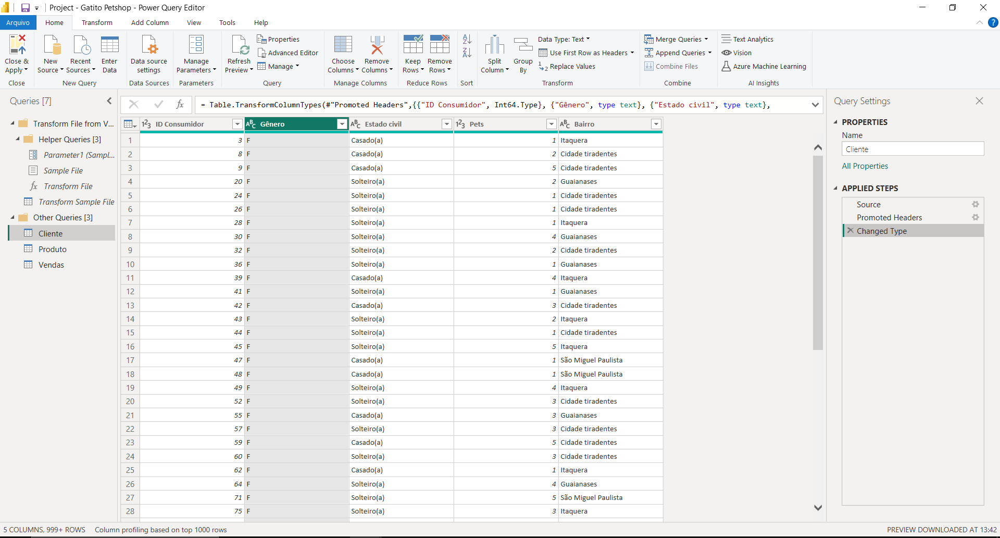 Project - Gatito Petshop - Power Query Editor
Arquivo Home Transform Add Column View Tools Help
Close & Apply
Close
New Source
Recent Sources
Enter Data
New Query
Data source settings
Data Sources
Manage Parameters
Parameters
Refresh Preview
Properties
Advanced Editor
Manage
Query
Choose Columns
Remove Columns
Manage Columns
Keep Rows
Remove Rows
Reduce Rows
Sort
Split Column
Group By
Data Type: Text
Use First Row as Headers
Replace Values
Transform
Merge Queries
Append Queries
Combine Files
Combine
Text Analytics
Vision
Azure Machine Learning
AI Insights
Queries [7]
Transform File from V...
Helper Queries [3]
Parameter1 (Sampl...
Sample File
fx Transform File
Transform Sample File
Other Queries [3]
Cliente
Produto
Vendas
fx = Table.TransformColumnTypes(#"Promoted Headers",{{"ID Consumidor", Int64.Type}, {"Gênero", type text}, {"Estado civil", type text},
123 ID Consumidor ABC Gênero ABC Estado civil 123 Pets ABC Bairro
1 3 F Casado(a) 1 Itaquera
2 8 F Casado(a) 2 Cidade tiradentes
3 9 F Casado(a) 5 Cidade tiradentes
4 20 F Solteiro(a) 2 Guaianases
5 24 F Solteiro(a) 1 Cidade tiradentes
6 26 F Solteiro(a) 1 Cidade tiradentes
7 28 F Solteiro(a) 1 Itaquera
8 30 F Solteiro(a) 4 Guaianases
9 32 F Solteiro(a) 2 Cidade tiradentes
10 36 F Solteiro(a) 1 Guaianases
11 39 F Casado(a) 4 Itaquera
12 41 F Solteiro(a) 1 Guaianases
13 42 F Casado(a) 3 Cidade tiradentes
14 43 F Solteiro(a) 2 Itaquera
15 44 F Solteiro(a) 1 Cidade tiradentes
16 45 F Solteiro(a) 5 Itaquera
17 47 F Casado(a) 1 São Miguel Paulista
18 48 F Casado(a) 1 São Miguel Paulista
19 49 F Solteiro(a) 4 Itaquera
20 52 F Solteiro(a) 3 Cidade tiradentes
21 55 F Casado(a) 3 Guaianases
22 57 F Solteiro(a) 3 Cidade tiradentes
23 59 F Casado(a) 5 Cidade tiradentes
24 60 F Solteiro(a) 3 Cidade tiradentes
25 62 F Casado(a) 1 Itaquera
26 64 F Solteiro(a) 4 Guaianases
27 71 F Solteiro(a) 5 São Miguel Paulista
28 75 F Solteiro(a) 3 Itaquera
Query Settings
PROPERTIES
Name
Cliente
All Properties
APPLIED STEPS
Source
Promoted Headers
Changed Type
5 COLUMNS, 999+ ROWS Column profiling based on top 1000 rows
PREVIEW DOWNLOADED AT 13:42